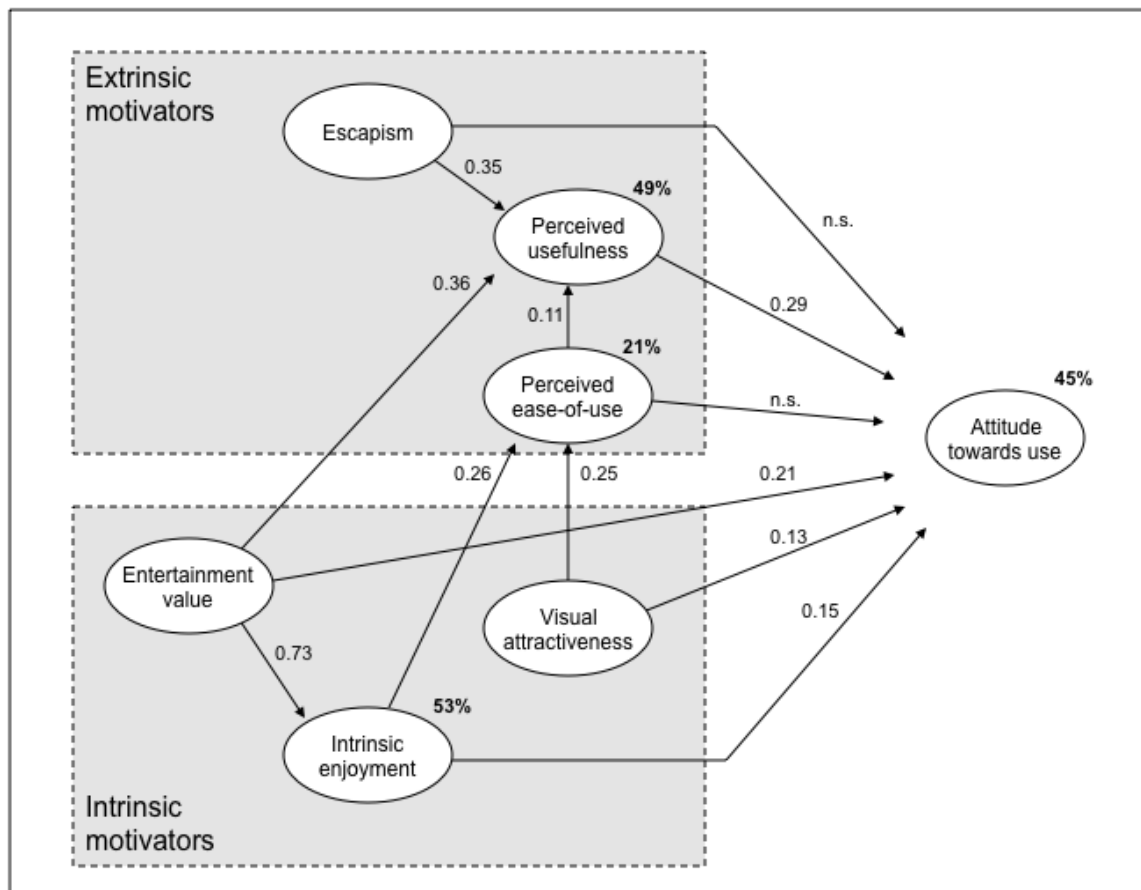 Extrinsic
motivators
Escapism
0.35
49%
Perceived
usefulness
n.s.
0.36
0.29
0.11
21%
Perceived
ease-of-use
n.s.
45%
Attitude
towards use
0.26
0.25
0.21
0.13
Entertainment
value
Visual
attractiveness
0.15
0.73
53%
Intrinsic
enjoyment
Intrinsic
motivators